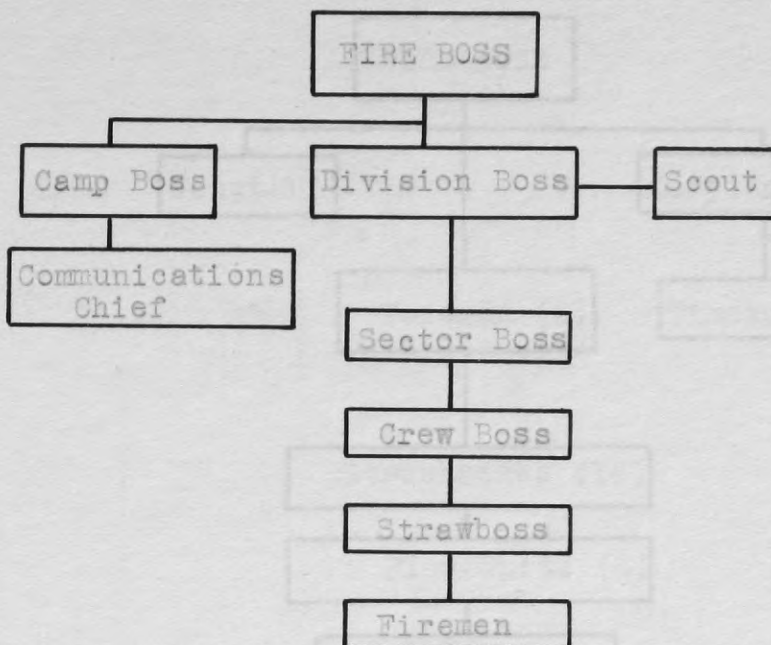 FIRE BOSS
Camp Boss
Division Boss
Scout
Communications
Chief
Sector Boss
Crew Boss
Strawboss
Firemen